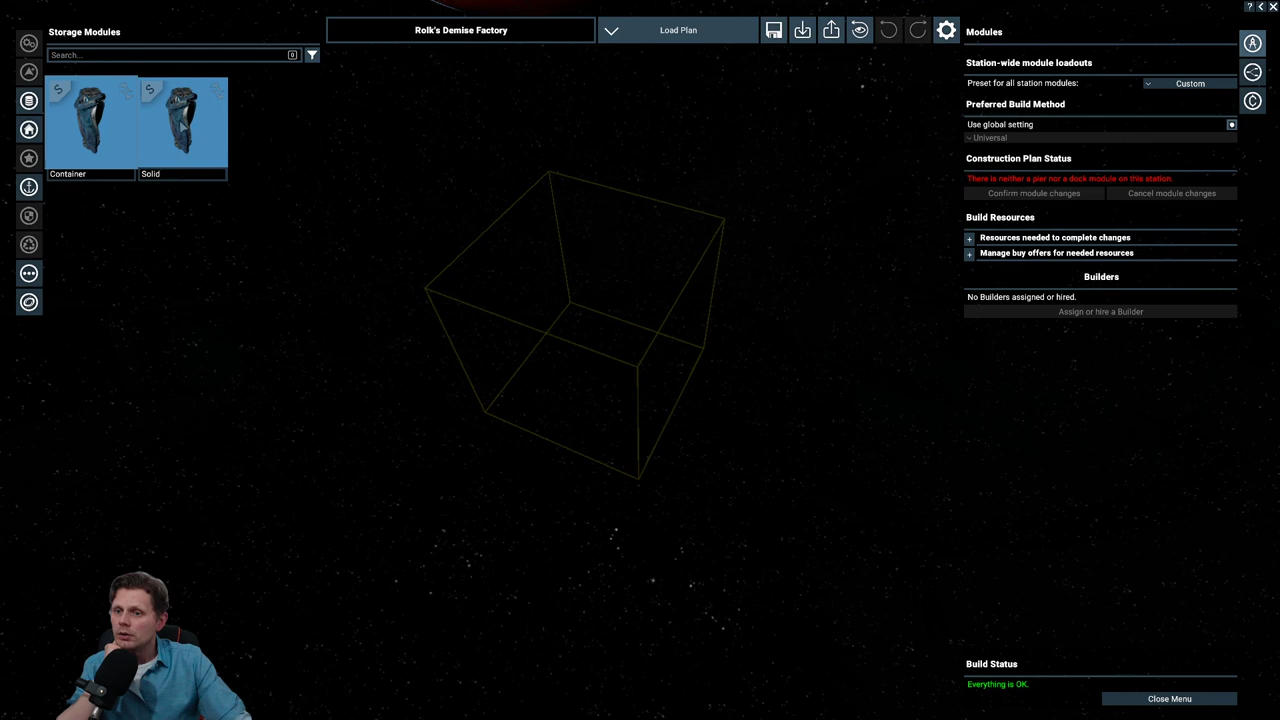 ? < X
Storage Modules
Search...
0
S
S
Container
Solid
Rolk's Demise Factory
Load Plan
Modules
Station-wide module loadouts
Preset for all station modules:
Custom
Preferred Build Method
Use global setting
Universal
Construction Plan Status
There is neither a pier nor a dock module on this station.
Confirm module changes
Cancel module changes
Build Resources
+ Resources needed to complete changes
+ Manage buy offers for needed resources
Builders
No Builders assigned or hired.
Assign or hire a Builder
A
C
Build Status
Everything is OK.
Close Menu